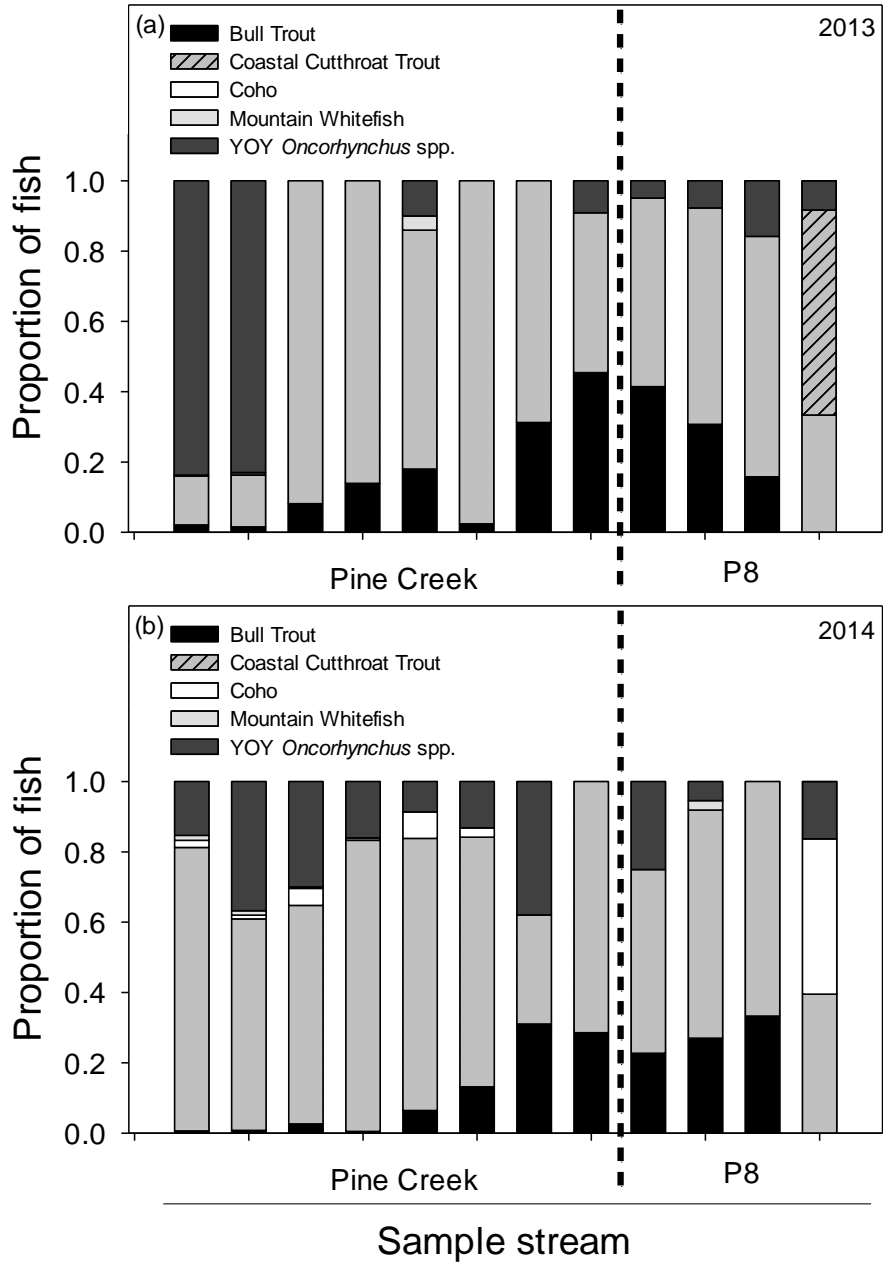 (a)
2013
Bull Trout
Coastal Cutthroat Trout
Coho
Mountain Whitefish
YOY Oncorhynchus spp.
Proportion of fish
1.0
0.8
0.6
0.4
0.2
0.0
Pine Creek
P8
(b)
2014
Bull Trout
Coastal Cutthroat Trout
Coho
Mountain Whitefish
YOY Oncorhynchus spp.
Proportion of fish
1.0
0.8
0.6
0.4
0.2
0.0
Pine Creek
P8
Sample stream